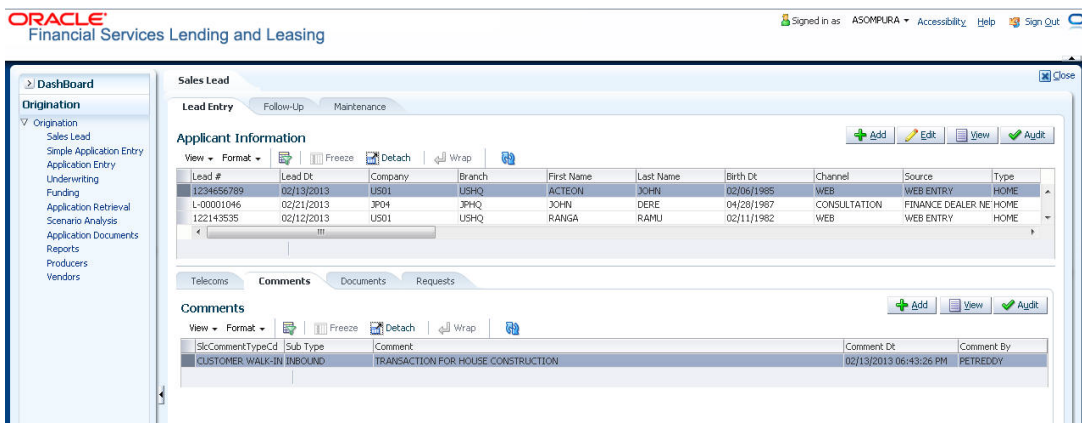 ORACLE
Financial Services Lending and Leasing
Signed in as ASOMPURA Accessibility Help Sign Out
Close
DashBoard
Origination
Origination
Sales Lead
Simple Application Entry
Application Entry
Underwriting
Funding
Application Retrieval
Scenario Analysis
Application Documents
Reports
Producers
Vendors
Sales Lead
Lead Entry Follow-Up Maintenance
Applicant Information
Add Edit View Audit
View Format Freeze Detach Wrap
Lead # Lead Dt Company Branch First Name Last Name Birth Dt Channel Source Type
1234656789 02/13/2013 US01 USHQ ACTEON JOHN 02/06/1985 WEB WEB ENTRY HOME
L-00001046 02/21/2013 JP04 JPHQ JOHN DERE 04/28/1987 CONSULTATION FINANCE DEALER NE HOME
122143535 02/12/2013 US01 USHQ RANGA RAMU 02/11/1982 WEB WEB ENTRY HOME
Telecoms Comments Documents Requests
Comments
Add View Audit
View Format Freeze Detach Wrap
SlcCommentTypeCd Sub Type Comment Comment Dt Comment By
CUSTOMER WALK-IN INBOUND TRANSACTION FOR HOUSE CONSTRUCTION 02/13/2013 06:43:26 PM PETREDDY